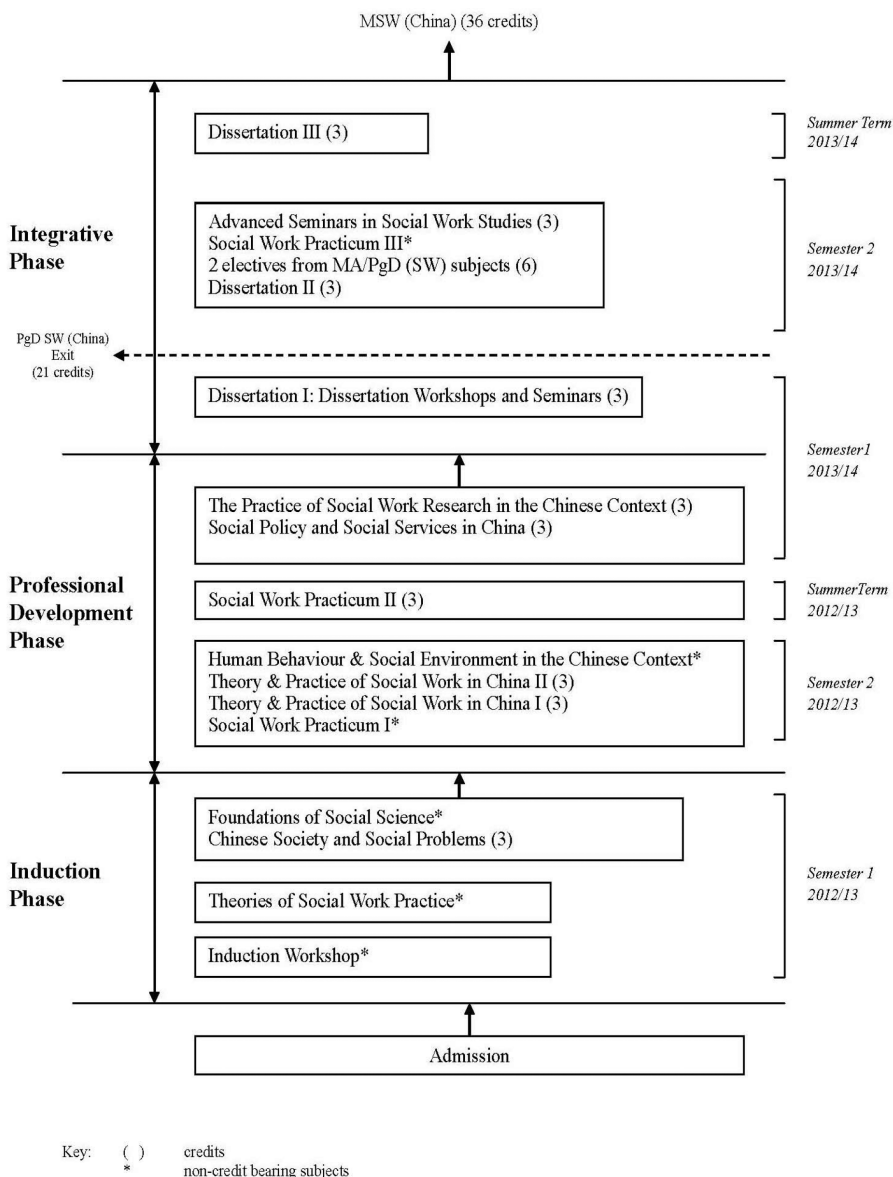 MSW (China) (36 credits)
Dissertation III (3)
Summer Term
2013/14
Integrative
Phase
Advanced Seminars in Social Work Studies (3)
Social Work Practicum III*
2 electives from MA/PgD (SW) subjects (6)
Dissertation II (3)
Semester 2
2013/14
PgD SW (China)
Exit
(21 credits)
Dissertation I: Dissertation Workshops and Seminars (3)
Semester1
2013/14
The Practice of Social Work Research in the Chinese Context (3)
Social Policy and Social Services in China (3)
Professional
Development
Phase
Social Work Practicum II (3)
SummerTerm
2012/13
Human Behaviour & Social Environment in the Chinese Context*
Theory & Practice of Social Work in China II (3)
Theory & Practice of Social Work in China I (3)
Social Work Practicum I*
Semester 2
2012/13
Foundations of Social Science*
Chinese Society and Social Problems (3)
Induction
Phase
Theories of Social Work Practice*
Induction Workshop*
Semester 1
2012/13
Admission
Key: ( ) credits
* non-credit bearing subjects